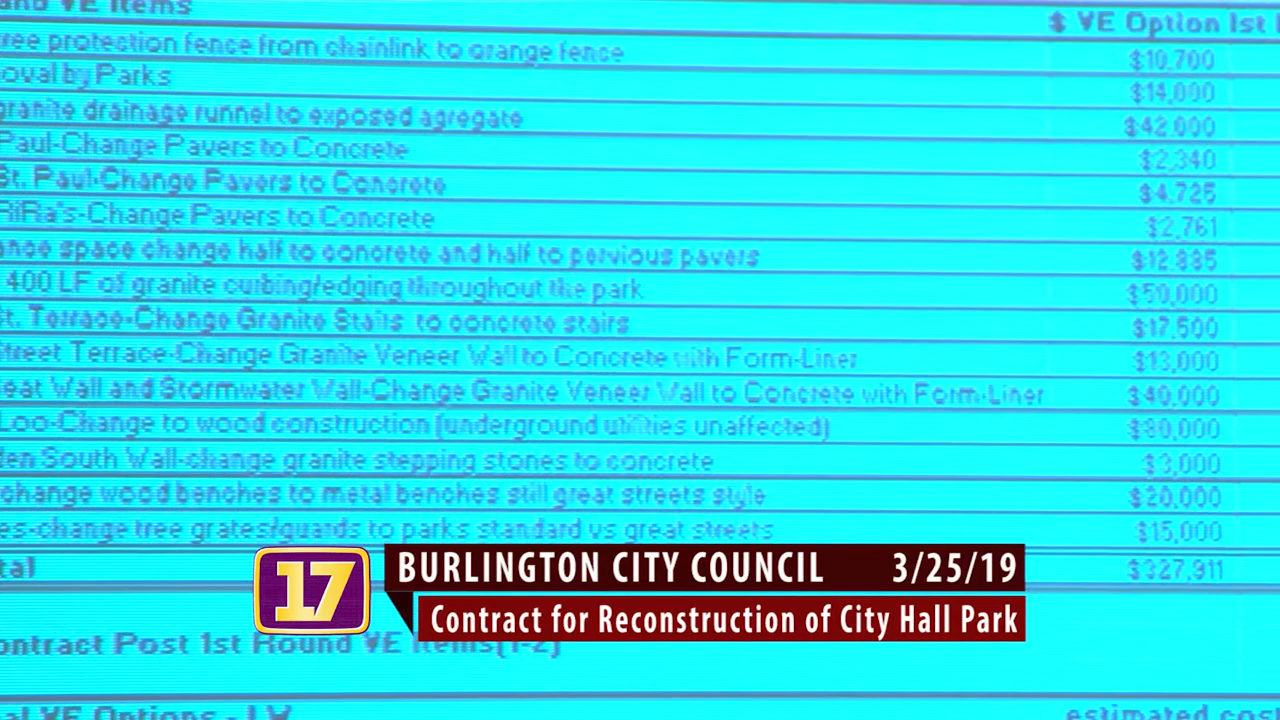 and VE Items $ VE Option 1st
ree protection fence from chainlink to orange fence $10,700
oval by Parks $14,000
granite drainage runnel to exposed agregate $42,000
Paul-Change Pavers to Concrete $2,340
St. Paul-Change Pavers to Concrete $4,725
RiRa's-Change Pavers to Concrete $2,761
ance space change half to concrete and half to pervious pavers $12,885
400 LF of granite curbing/edging throughout the park $50,000
St. Terrace-Change Granite Stairs to concrete stairs $17,500
Street Terrace-Change Granite Veneer Wall to Concrete with Form-Liner $13,000
eat Wall and Stormwater Wall-Change Granite Veneer Wall to Concrete with Form-Liner $40,000
Loo-Change to wood construction (underground utilities unaffected) $80,000
den South Wall-change granite stepping stones to concrete $3,000
change wood benches to metal benches still great streets style $20,000
es-change tree grates/guards to parks standard vs great streets $15,000
tal $327,911
17
BURLINGTON CITY COUNCIL 3/25/19
Contract for Reconstruction of City Hall Park
ontract Post 1st Round VE Items(1-2)
al VE Options - estimated cost